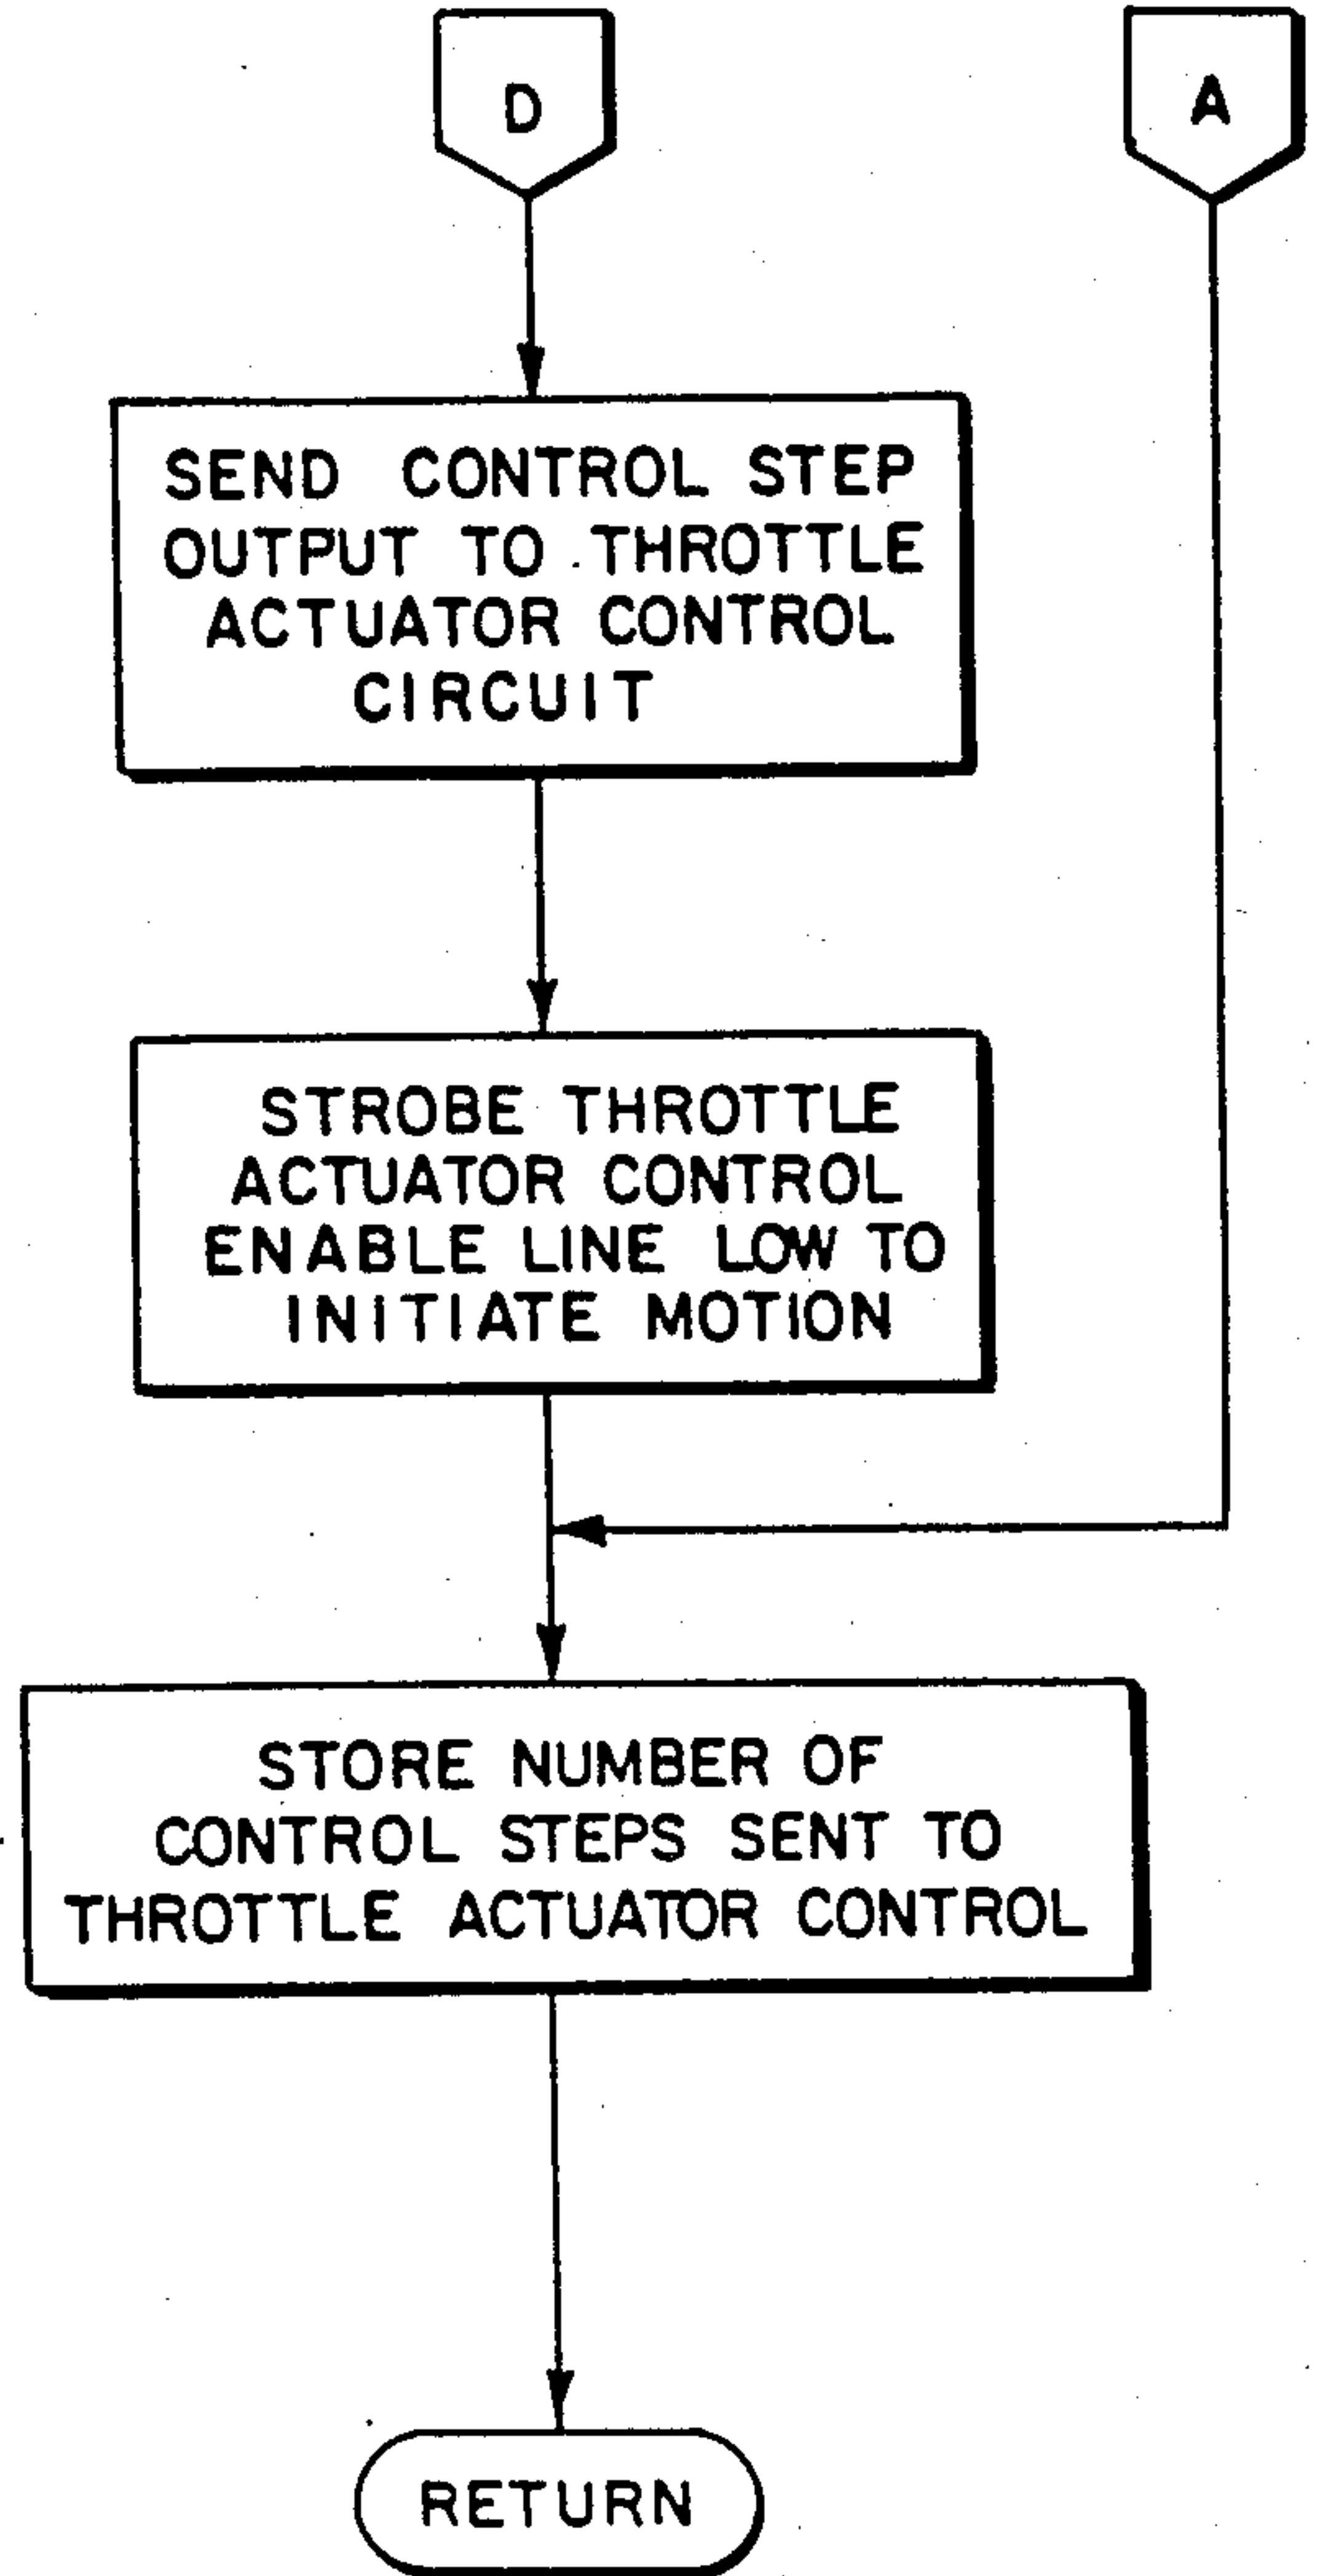 D
A
SEND CONTROL STEP
OUTPUT TO THROTTLE
ACTUATOR CONTROL
CIRCUIT
STROBE THROTTLE
ACTUATOR CONTROL
ENABLE LINE LOW TO
INITIATE MOTION
STORE NUMBER OF
CONTROL STEPS SENT TO
THROTTLE ACTUATOR CONTROL
RETURN